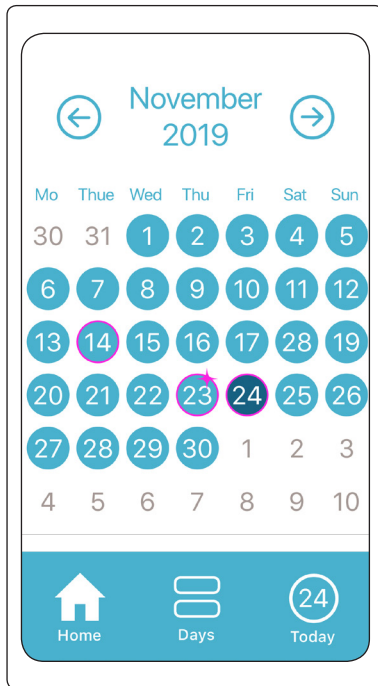 November
2019
Mo Thue Wed Thu Fri Sat Sun
30 31 1 2 3 4 5
6 7 8 9 10 11 12
13 14 15 16 17 28 19
20 21 22 23 24 25 26
27 28 29 30 1 2 3
4 5 6 7 8 9 10
24
Home Days Today